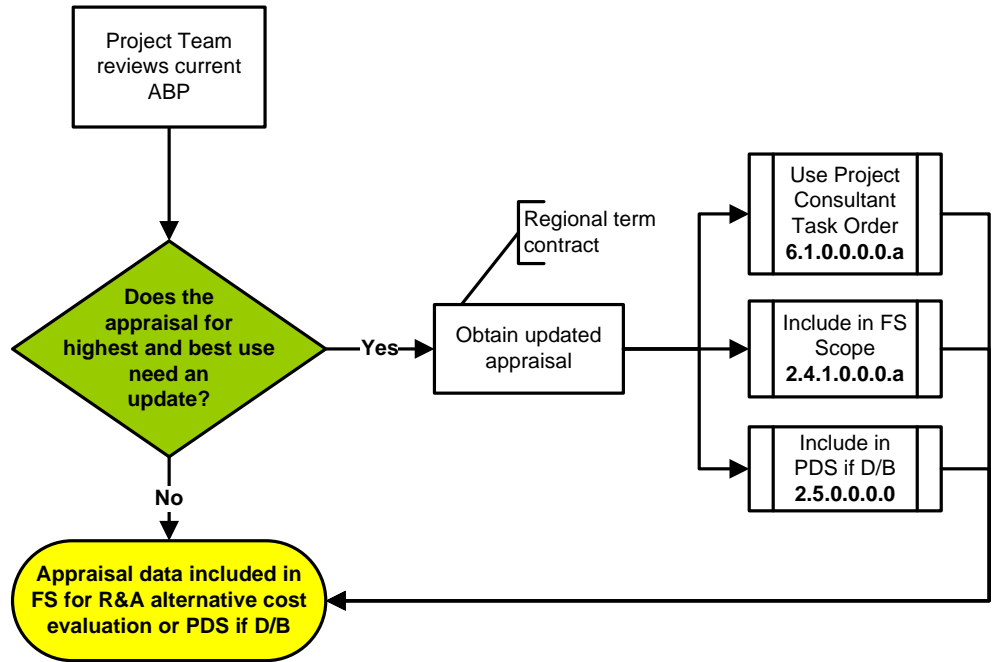 Project Team
reviews current
ABP
Does the
appraisal for
highest and best use
need an
update?
Yes
No
Regional term
contract
Obtain updated
appraisal
Use Project
Consultant
Task Order
6.1.0.0.0.0.a
Include in FS
Scope
2.4.1.0.0.0.a
Include in
PDS if D/B
2.5.0.0.0.0
Appraisal data included in
FS for R&A alternative cost
evaluation or PDS if D/B